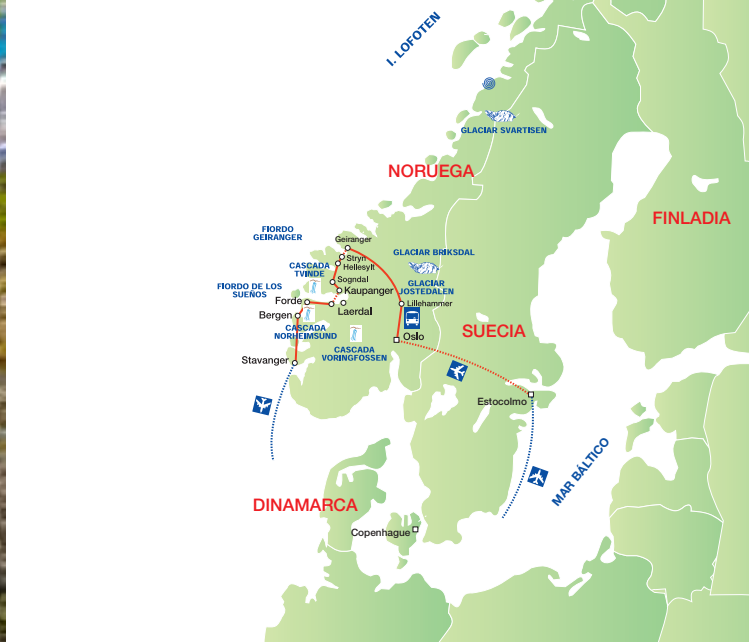 I. LOFOTEN
GLACIAR SVARTISEN
NORUEGA
FINLADIA
FIORDO
GEIRANGER
Geiranger
GLACIAR BRIKSDAL
Stryn
Hellesylt
CASCADA
TVINDE
Sogndal
GLACIAR
JOSTEDALEN
FIORDO DE LOS
SUEÑOS
Kaupanger
Forde
Lillehammer
Laerdal
Bergen
CASCADA
NORHEIMSUND
SUECIA
Oslo
CASCADA
VORINGFOSSEN
Stavanger
Estocolmo
MAR BÁLTICO
DINAMARCA
Copenhague